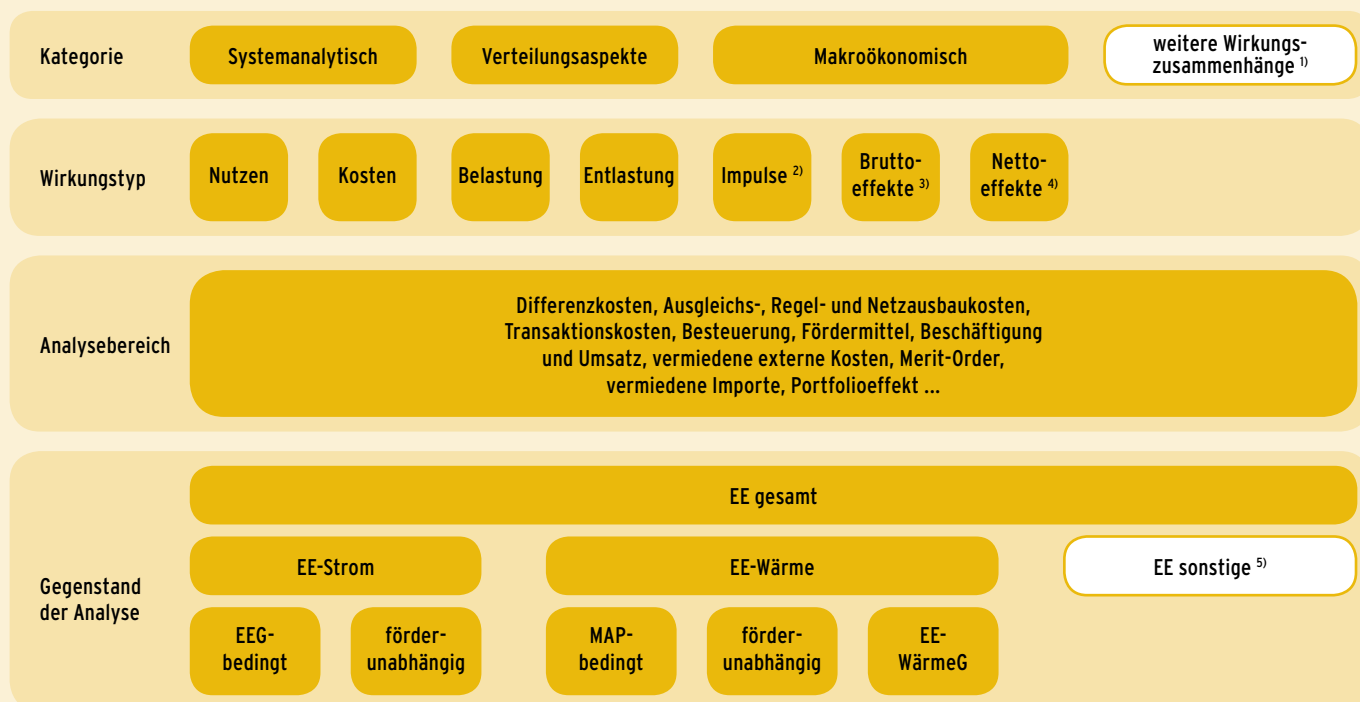 Kategorie
Systemanalytisch
Verteilungsaspekte
Makroökonomisch
weitere Wirkungs-
zusammenhänge 1)
Wirkungstyp
Nutzen
Kosten
Belastung
Entlastung
Impulse 2)
Brutto-
effekte 3)
Netto-
effekte 4)
Analysebereich
Differenzkosten, Ausgleichs-, Regel- und Netzausbaukosten,
Transaktionskosten, Besteuerung, Fördermittel, Beschäftigung
und Umsatz, vermiedene externe Kosten, Merit-Order,
vermiedene Importe, Portfolioeffekt ...
Gegenstand
der Analyse
EE gesamt
EE-Strom
EE-Wärme
EE sonstige 5)
EEG-
bedingt
förder-
unabhängig
MAP-
bedingt
förder-
unabhängig
EE-
WärmeG